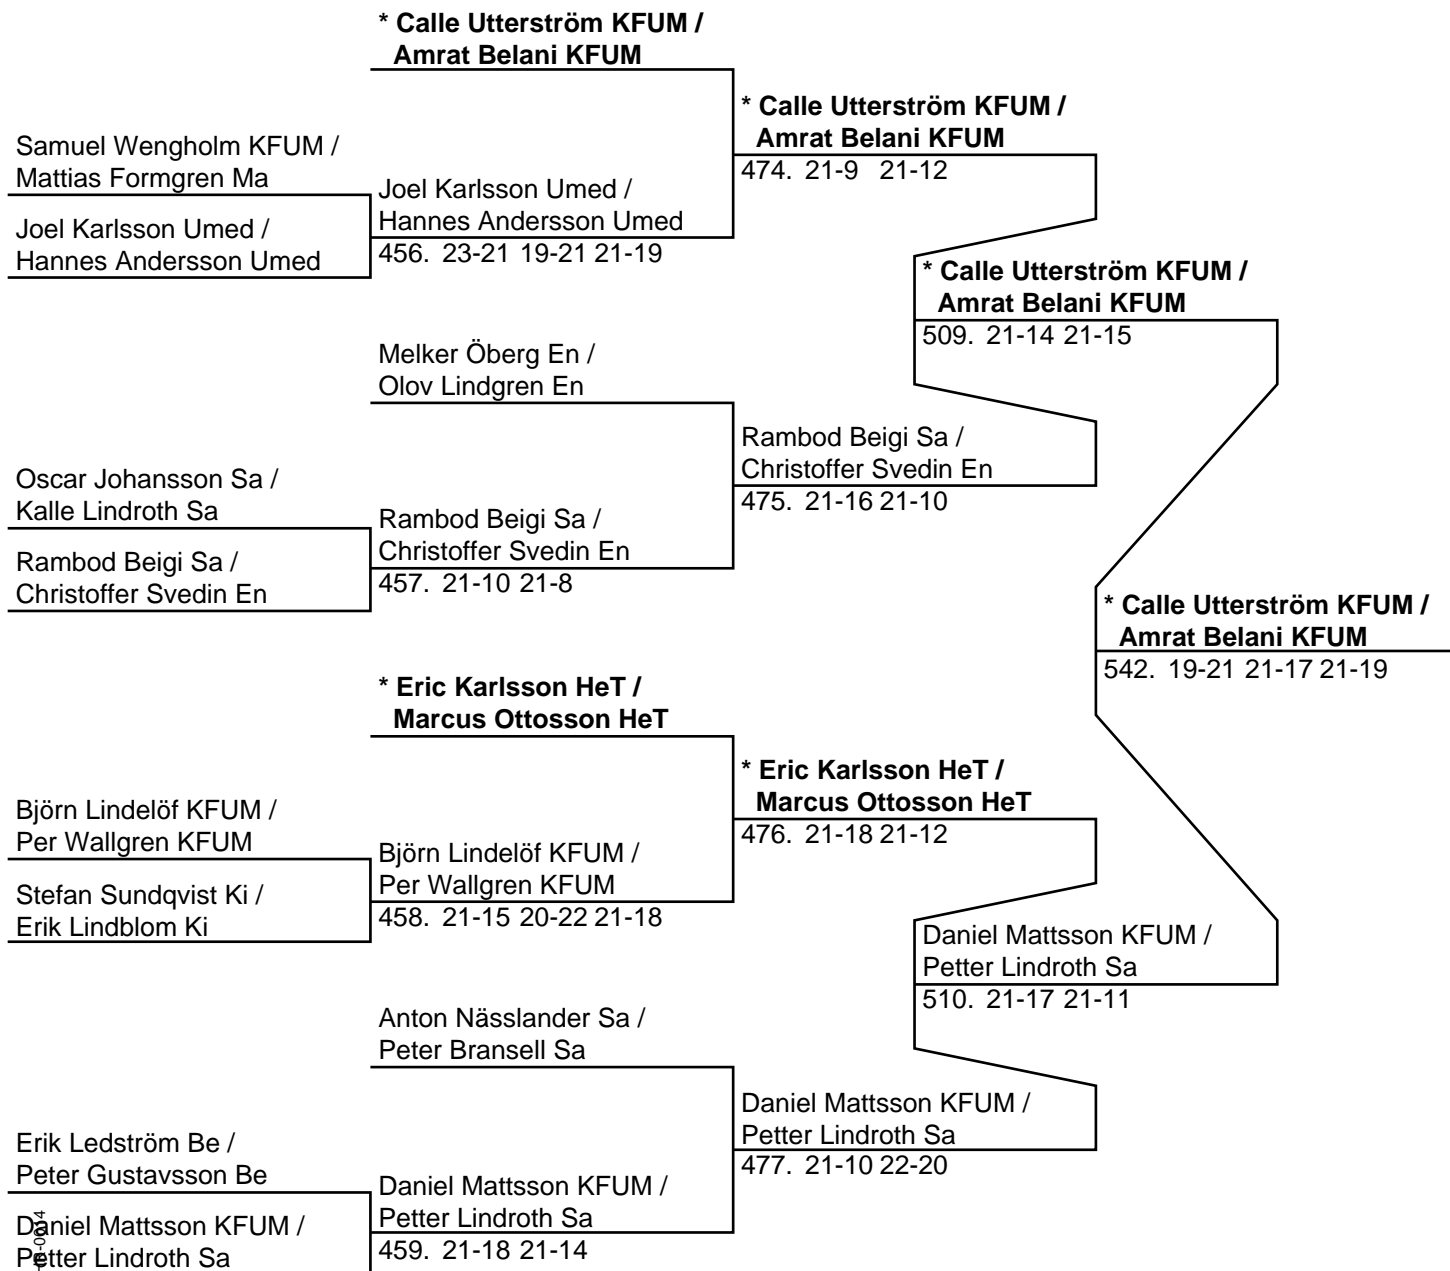 * Calle Utterström KFUM /
Amrat Belani KFUM
* Calle Utterström KFUM /
Amrat Belani KFUM
474. 21-9 21-12
Samuel Wengholm KFUM /
Mattias Formgren Ma
Joel Karlsson Umed /
Hannes Andersson Umed
Joel Karlsson Umed /
Hannes Andersson Umed
456. 23-21 19-21 21-19
* Calle Utterström KFUM /
Amrat Belani KFUM
509. 21-14 21-15
Melker Öberg En /
Olov Lindgren En
Rambod Beigi Sa /
Christoffer Svedin En
475. 21-16 21-10
Oscar Johansson Sa /
Kalle Lindroth Sa
Rambod Beigi Sa /
Christoffer Svedin En
457. 21-10 21-8
Rambod Beigi Sa /
Christoffer Svedin En
* Calle Utterström KFUM /
Amrat Belani KFUM
542. 19-21 21-17 21-19
* Eric Karlsson HeT /
Marcus Ottosson HeT
* Eric Karlsson HeT /
Marcus Ottosson HeT
476. 21-18 21-12
Björn Lindelöf KFUM /
Per Wallgren KFUM
Björn Lindelöf KFUM /
Per Wallgren KFUM
458. 21-15 20-22 21-18
Stefan Sundqvist Ki /
Erik Lindblom Ki
Daniel Mattsson KFUM /
Petter Lindroth Sa
510. 21-17 21-11
Anton Nässlander Sa /
Peter Bransell Sa
Daniel Mattsson KFUM /
Petter Lindroth Sa
477. 21-10 22-20
Erik Ledström Be /
Peter Gustavsson Be
Daniel Mattsson KFUM /
Petter Lindroth Sa
459. 21-18 21-14
Daniel Mattsson KFUM /
Petter Lindroth Sa